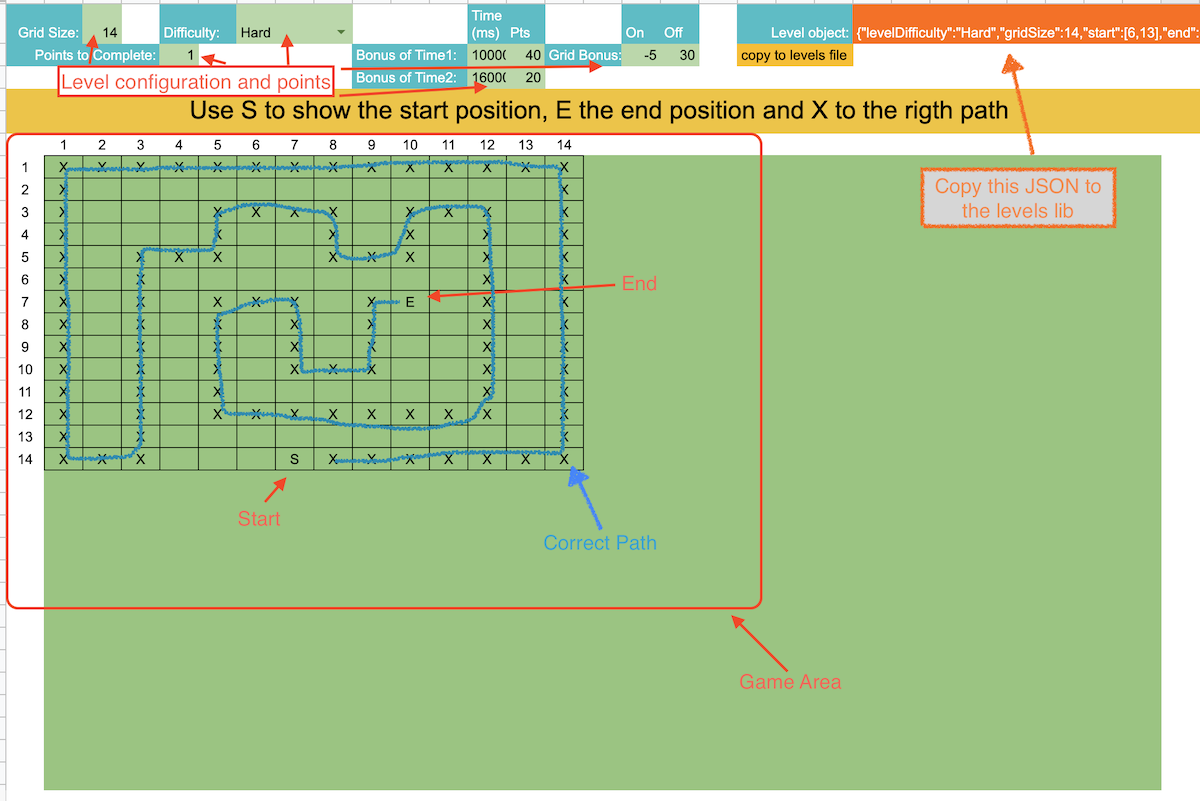 Time
Grid Size: 14 Difficulty: Hard (ms) Pts On Off Level object: {"levelDifficulty":"Hard","gridSize":14,"start":[6,13],"end":
Points to Complete: 1 Bonus of Time1: 1000( 40 Grid Bonus: -5 30 copy to levels file
Level configuration and points Bonus of Time2: 1600( 20
Use S to show the start position, E the end position and X to the rigth path
1 2 3 4 5 6 7 8 9 10 11 12 13 14
1 X X X X X X X X X X X X X X
2 X X
Copy this JSON to
the levels lib
3 X X X X X X X X X X
4 X X X X X X
5 X X X X X X X X X
6 X X X X
End
7 X X X X X X E X X
8 X X X X X X X
9 X X X X X X X
10 X X X X X X X X
11 X X X X X
12 X X X X X X X X X X X
13 X X X
14 X X X S X X X X X X X
Start
Correct Path
Game Area